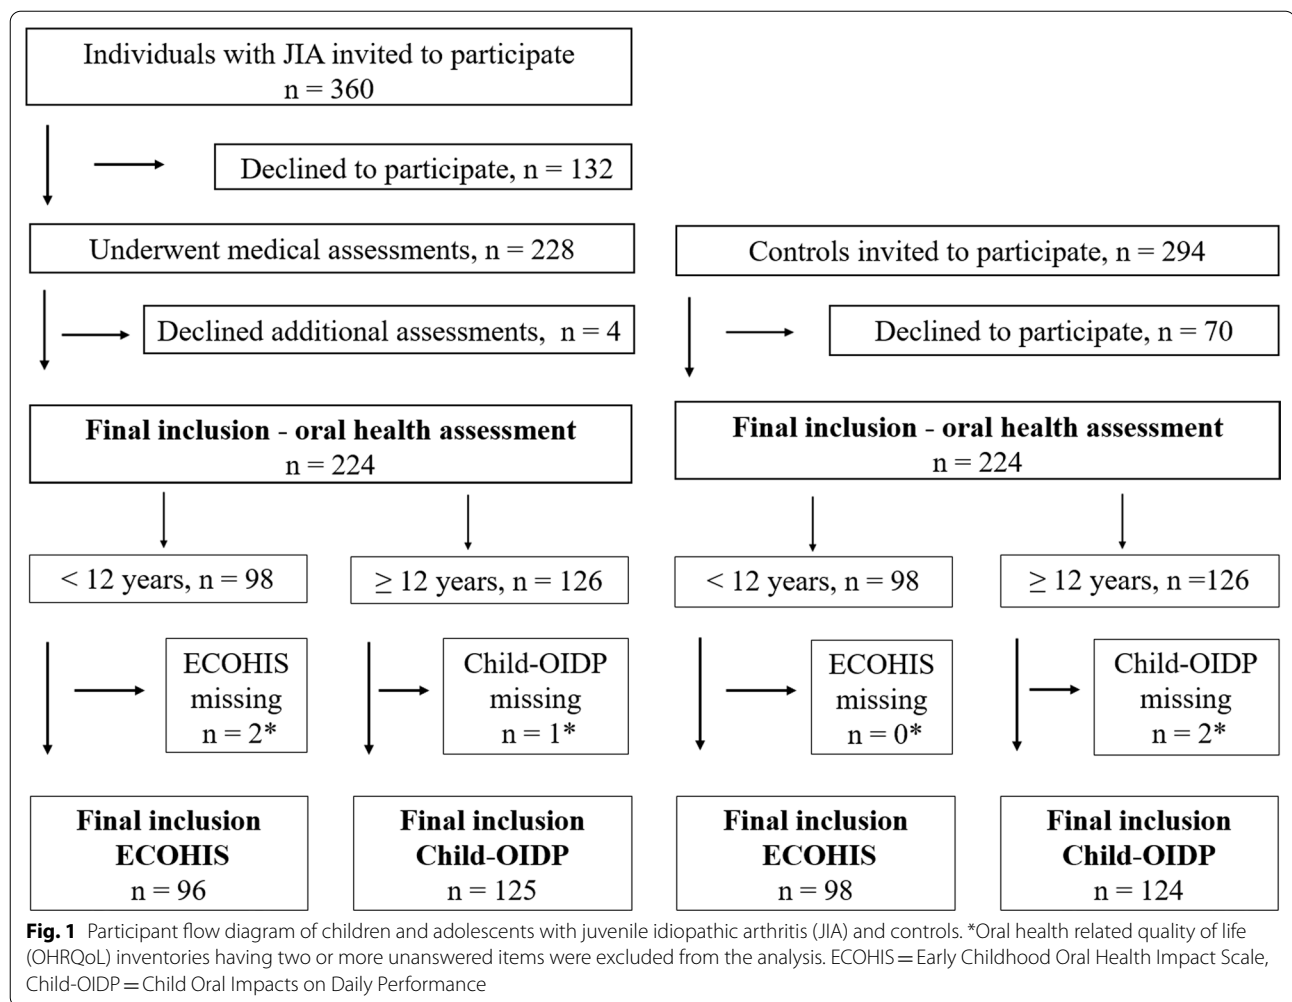 Individuals with JIA invited to participate
n = 360
Declined to participate, n = 132
Underwent medical assessments, n = 228
Declined additional assessments,  n = 4
Final inclusion - oral health assessment
n = 224
< 12 years, n = 98
≥ 12 years, n = 126
ECOHIS
missing
n = 2*
Child-OIDP
missing
n = 1*
Final inclusion
ECOHIS
n = 96
Final inclusion
Child-OIDP
n = 125
Controls invited to participate, n = 294
Declined to participate, n = 70
Final inclusion - oral health assessment
n = 224
< 12 years, n = 98
≥ 12 years, n =126
ECOHIS
missing
n = 0*
Child-OIDP
missing
n = 2*
Final inclusion
ECOHIS
n = 98
Final inclusion
Child-OIDP
n = 124
Fig. 1 Participant flow diagram of children and adolescents with juvenile idiopathic arthritis (JIA) and controls. *Oral health related quality of life
(OHRQoL) inventories having two or more unanswered items were excluded from the analysis. ECOHIS = Early Childhood Oral Health Impact Scale,
Child-OIDP = Child Oral Impacts on Daily Performance